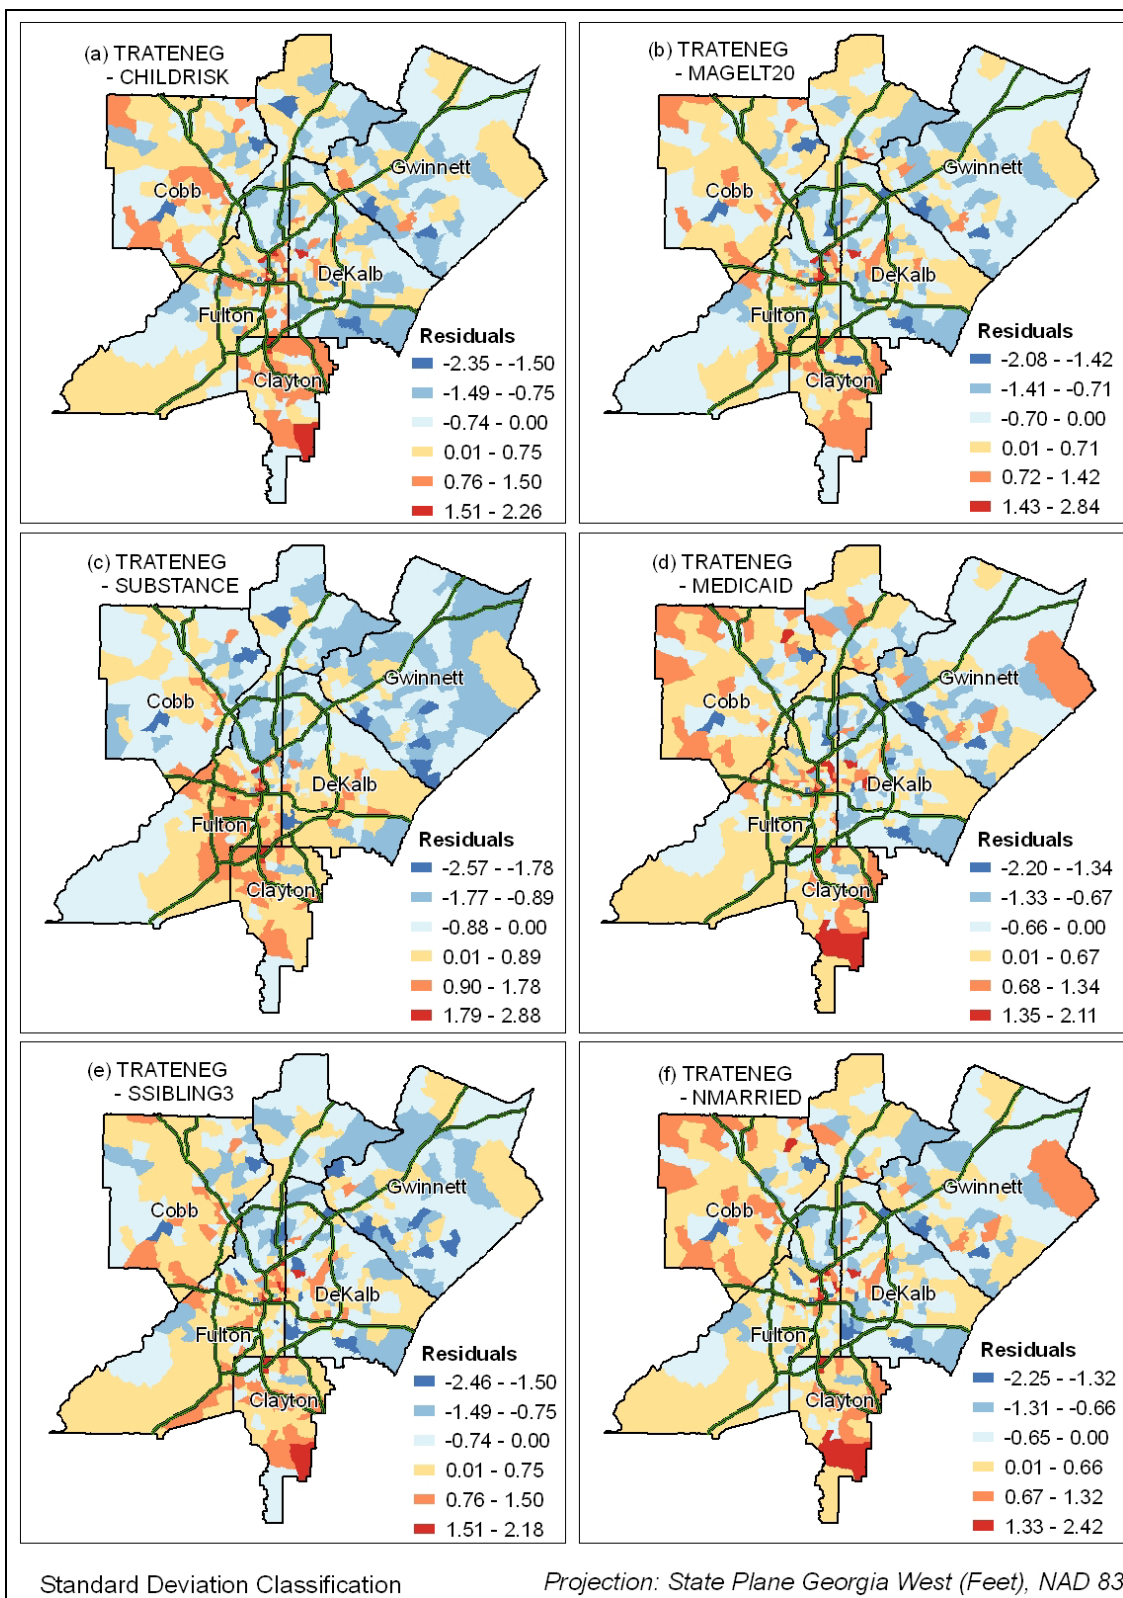 (a) TRATENEG
- CHILDRISK
Cobb
Gwinnett
DeKalb
Fulton
Clayton
Residuals
-2.35 - -1.50
-1.49 - -0.75
-0.74 - 0.00
0.01 - 0.75
0.76 - 1.50
1.51 - 2.26
(b) TRATENEG
- MAGELT20
Cobb
Gwinnett
DeKalb
Fulton
Clayton
Residuals
-2.08 - -1.42
-1.41 - -0.71
-0.70 - 0.00
0.01 - 0.71
0.72 - 1.42
1.43 - 2.84
(c) TRATENEG
- SUBSTANCE
Cobb
Gwinnett
DeKalb
Fulton
Clayton
Residuals
-2.57 - -1.78
-1.77 - -0.89
-0.88 - 0.00
0.01 - 0.89
0.90 - 1.78
1.79 - 2.88
(d) TRATENEG
- MEDICAID
Cobb
Gwinnett
DeKalb
Fulton
Clayton
Residuals
-2.20 - -1.34
-1.33 - -0.67
-0.66 - 0.00
0.01 - 0.67
0.68 - 1.34
1.35 - 2.11
(e) TRATENEG
- SSIBLING3
Cobb
Gwinnett
DeKalb
Fulton
Clayton
Residuals
-2.46 - -1.50
-1.49 - -0.75
-0.74 - 0.00
0.01 - 0.75
0.76 - 1.50
1.51 - 2.18
(f) TRATENEG
- NMARRIED
Cobb
Gwinnett
DeKalb
Fulton
Clayton
Residuals
-2.25 - -1.32
-1.31 - -0.66
-0.65 - 0.00
0.01 - 0.66
0.67 - 1.32
1.33 - 2.42
Standard Deviation Classification
Projection: State Plane Georgia West (Feet), NAD 83